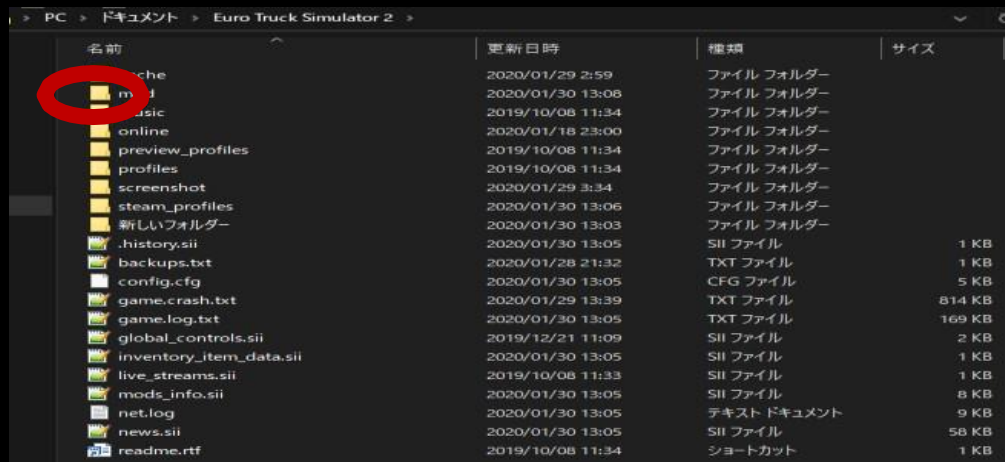 PC > ドキュメント > Euro Truck Simulator 2 >
名前 更新日時 種類 サイズ
2020/01/29 2:59 ファイル フォルダー
2020/01/30 13:08 ファイル フォルダー
2019/10/08 11:34 ファイル フォルダー
online 2020/01/18 23:00 ファイル フォルダー
preview_profiles 2019/10/08 11:34 ファイル フォルダー
profiles 2019/10/08 11:34 ファイル フォルダー
screenshot 2020/01/29 3:34 ファイル フォルダー
steam_profiles 2020/01/30 13:06 ファイル フォルダー
新しいフォルダー 2020/01/30 13:03 ファイル フォルダー
.history.sii 2020/01/30 13:05 SII ファイル 1 KB
backups.txt 2020/01/28 21:32 TXT ファイル 1 KB
config.cfg 2020/01/30 13:05 CFG ファイル 5 KB
game.crash.txt 2020/01/29 13:39 TXT ファイル 814 KB
game.log.txt 2020/01/30 13:05 TXT ファイル 169 KB
global_controls.sii 2019/12/21 11:09 SII ファイル 2 KB
inventory_item_data.sii 2020/01/30 13:05 SII ファイル 1 KB
live_streams.sii 2019/10/08 11:33 SII ファイル 1 KB
mods_info.sii 2020/01/30 13:05 SII ファイル 8 KB
net.log 2020/01/30 13:05 テキスト ドキュメント 9 KB
news.sii 2020/01/30 13:05 SII ファイル 58 KB
readme.rtf 2019/10/08 11:34 ショートカット 1 KB